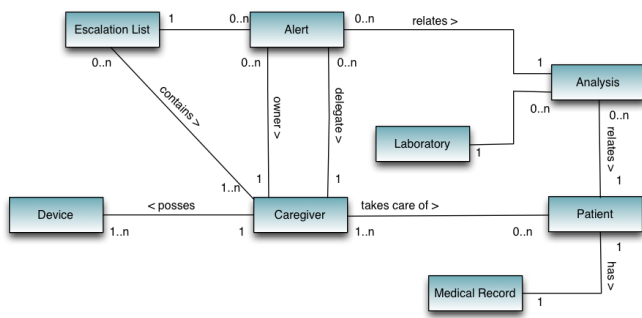 Escalation List
1
0..n
Alert
0..n
relates >
0..n
0..n
0..n
1
Analysis
contains >
owner >
delegate >
0..n
0..n
Laboratory
1
relates >
1..n
1
1
1
Device
< posses
Caregiver
takes care of >
Patient
1..n
1
1..n
0..n
1
has >
Medical Record
1